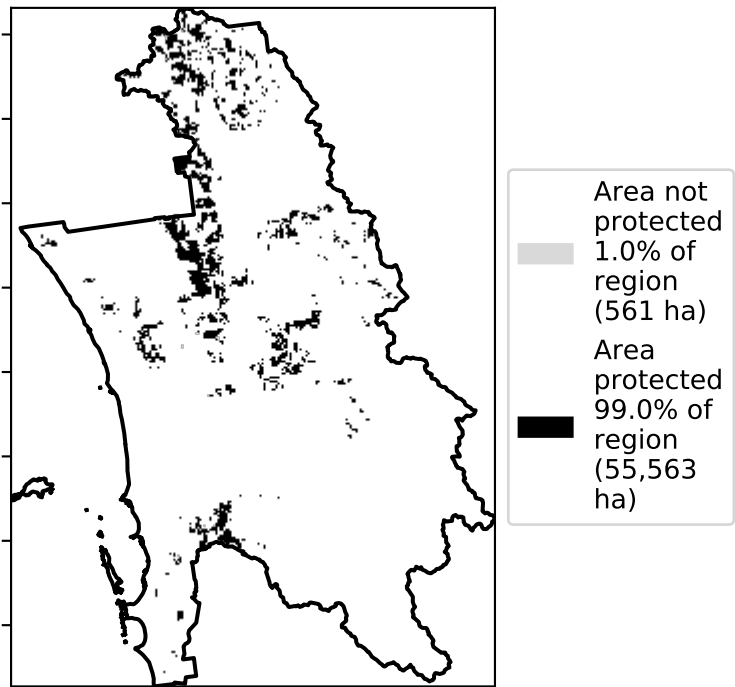 Area not
protected
1.0% of
region
(561 ha)
Area
protected
99.0% of
region
(55,563
ha)